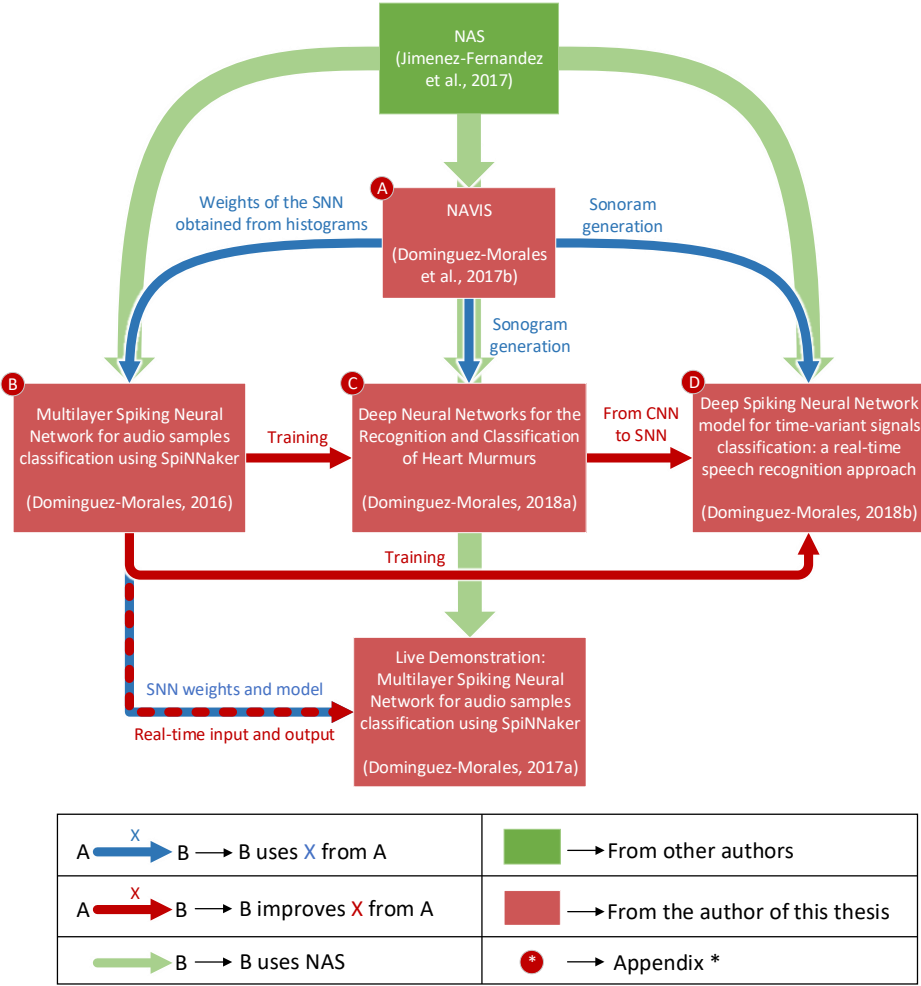 NAS
(Jimenez-Fernandez
et al., 2017)
A
NAVIS
(Dominguez-Morales
et al., 2017b)
Weights of the SNN
obtained from histograms
Sonoram
generation
Sonogram
generation
B
Multilayer Spiking Neural
Network for audio samples
classification using SpiNNaker
(Dominguez-Morales, 2016)
Training
C
Deep Neural Networks for the
Recognition and Classification
of Heart Murmurs
(Dominguez-Morales, 2018a)
From CNN
to SNN
D
Deep Spiking Neural Network
model for time-variant signals
classification: a real-time
speech recognition approach
(Dominguez-Morales, 2018b)
Training
SNN weights and model
Real-time input and output
Live Demonstration:
Multilayer Spiking Neural
Network for audio samples
classification using SpiNNaker
(Dominguez-Morales, 2017a)
X
A B B uses X from A
From other authors
X
A B B improves X from A
From the author of this thesis
B B uses NAS
* Appendix *